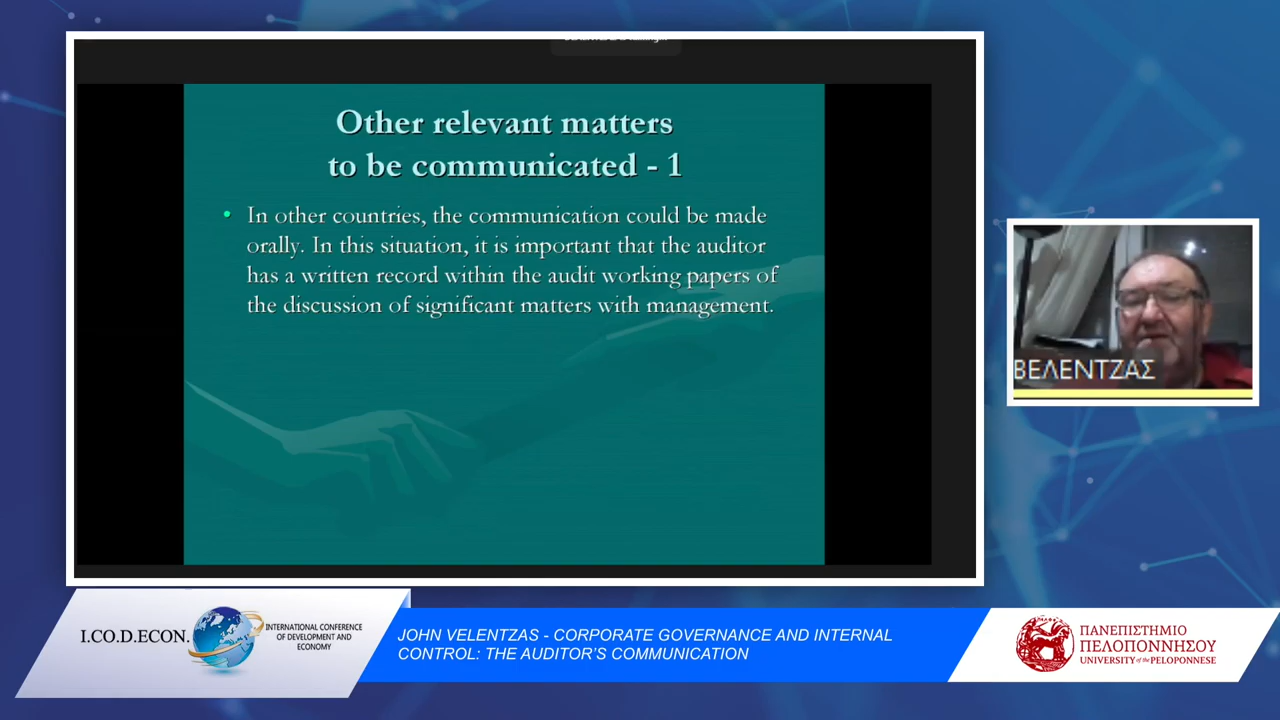 Other relevant matters
to be communicated - 1
• In other countries, the communication could be made
orally. In this situation, it is important that the auditor
has a written record within the audit working papers of
the discussion of significant matters with management.
ΒΕΛΕΝΤΖΑΣ
I.CO.D.ECON.
INTERNATIONAL CONFERENCE
OF DEVELOPMENT AND
ECONOMY
JOHN VELENTZAS - CORPORATE GOVERNANCE AND INTERNAL
CONTROL: THE AUDITOR'S COMMUNICATION
ΠΑΝΕΠΙΣΤΗΜΙΟ
ΠΕΛΟΠΟΝΝΗΣΟΥ
UNIVERSITY of the PELOPONNESE